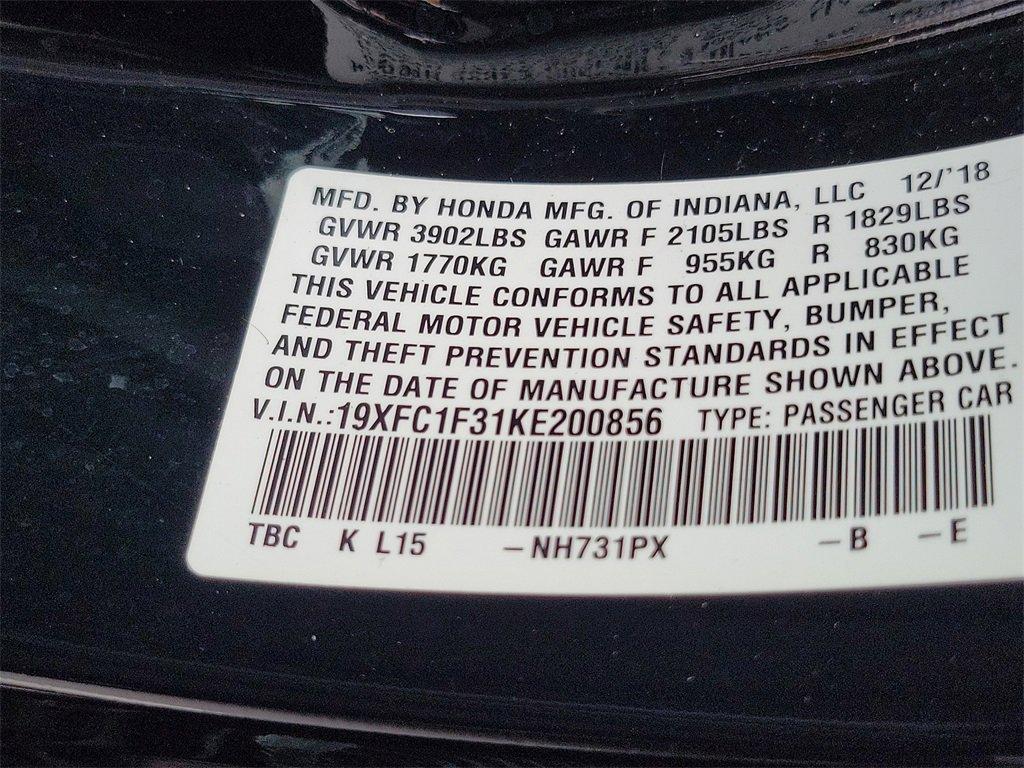 MFD. BY HONDA MFG. OF INDIANA, LLC 12/'18
GVWR 3902LBS GAWR F 2105LBS R 1829LBS
GVWR 1770KG GAWR F 955KG R 830KG
THIS VEHICLE CONFORMS TO ALL APPLICABLE
FEDERAL MOTOR VEHICLE SAFETY, BUMPER,
AND THEFT PREVENTION STANDARDS IN EFFECT
ON THE DATE OF MANUFACTURE SHOWN ABOVE.
V.I.N.:19XFC1F31KE200856 TYPE: PASSENGER CAR
TBC K L15 –NH731PX –B –E